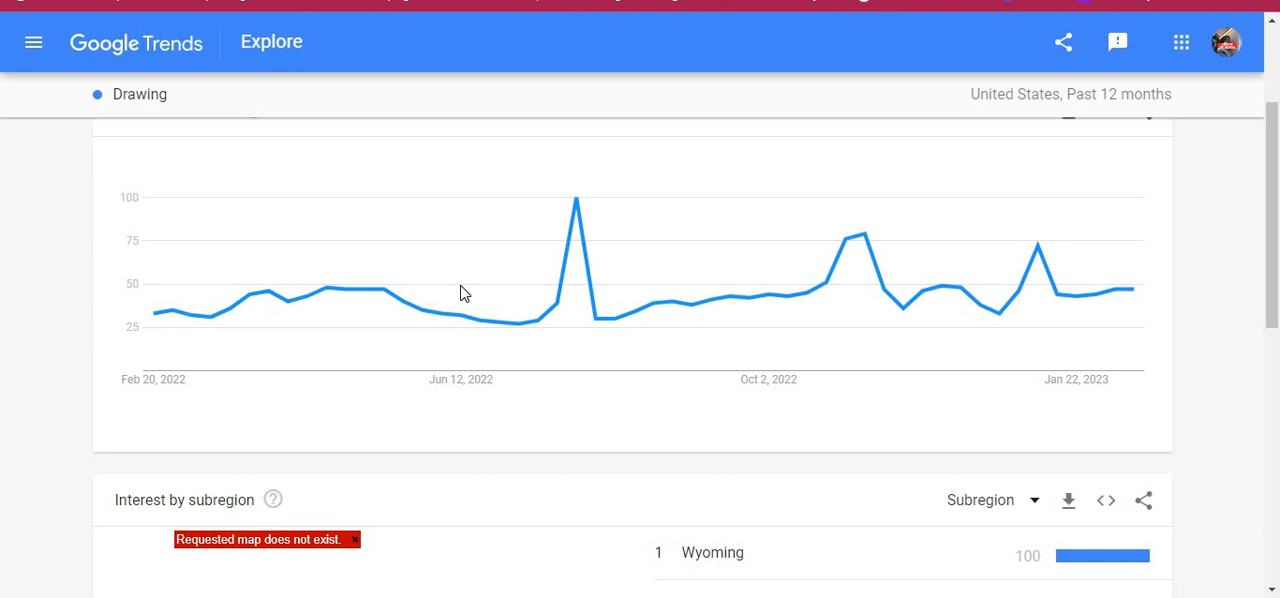 Google Trends Explore
Drawing
United States, Past 12 months
100
75
50
25
Feb 20, 2022 Jun 12, 2022 Oct 2, 2022 Jan 22, 2023
Interest by subregion ? Subregion
Requested map does not exist. ×
1 Wyoming 100